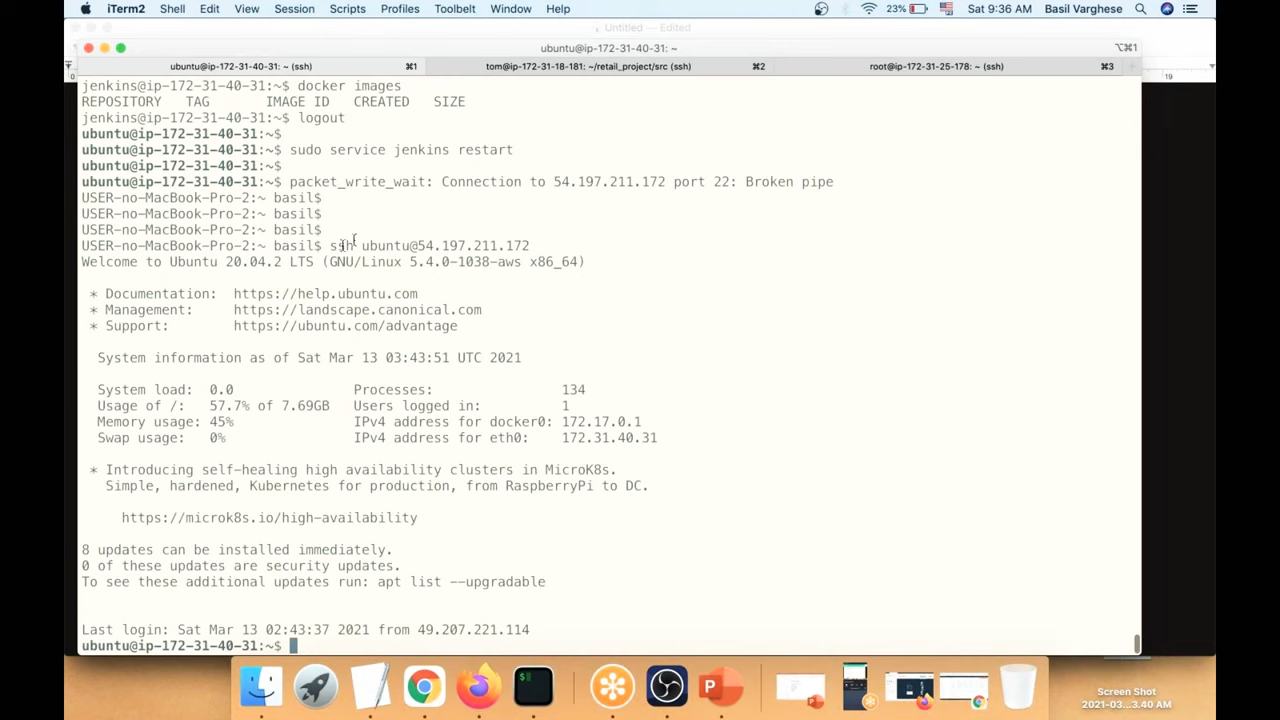 iTerm2 Shell Edit View Session Scripts Profiles Toolbelt Window Help 23% Sat 9:36 AM Basil Varghese
Untitled — Edited
ubuntu@ip-172-31-40-31: ~ ⌥⌘1
ubuntu@ip-172-31-40-31: ~ (ssh) ⌘1 tom@ip-172-31-18-181: ~/retail_project/src (ssh) ⌘2 root@ip-172-31-25-178: ~ (ssh) ⌘3
0 19
jenkins@ip-172-31-40-31:~$ docker images
REPOSITORY TAG IMAGE ID CREATED SIZE
jenkins@ip-172-31-40-31:~$ logout
ubuntu@ip-172-31-40-31:~$
ubuntu@ip-172-31-40-31:~$ sudo service jenkins restart
ubuntu@ip-172-31-40-31:~$
ubuntu@ip-172-31-40-31:~$ packet_write_wait: Connection to 54.197.211.172 port 22: Broken pipe
USER-no-MacBook-Pro-2:~ basil$
USER-no-MacBook-Pro-2:~ basil$
USER-no-MacBook-Pro-2:~ basil$
USER-no-MacBook-Pro-2:~ basil$ ssh ubuntu@54.197.211.172
Welcome to Ubuntu 20.04.2 LTS (GNU/Linux 5.4.0-1038-aws x86_64)
* Documentation: https://help.ubuntu.com
* Management: https://landscape.canonical.com
* Support: https://ubuntu.com/advantage
System information as of Sat Mar 13 03:43:51 UTC 2021
System load: 0.0 Processes: 134
Usage of /: 57.7% of 7.69GB Users logged in: 1
Memory usage: 45% IPv4 address for docker0: 172.17.0.1
Swap usage: 0% IPv4 address for eth0: 172.31.40.31
* Introducing self-healing high availability clusters in MicroK8s.
Simple, hardened, Kubernetes for production, from RaspberryPi to DC.
https://microk8s.io/high-availability
8 updates can be installed immediately.
0 of these updates are security updates.
To see these additional updates run: apt list --upgradable
Last login: Sat Mar 13 02:43:37 2021 from 49.207.221.114
ubuntu@ip-172-31-40-31:~$
Screen Shot
2021-03...3.40 AM